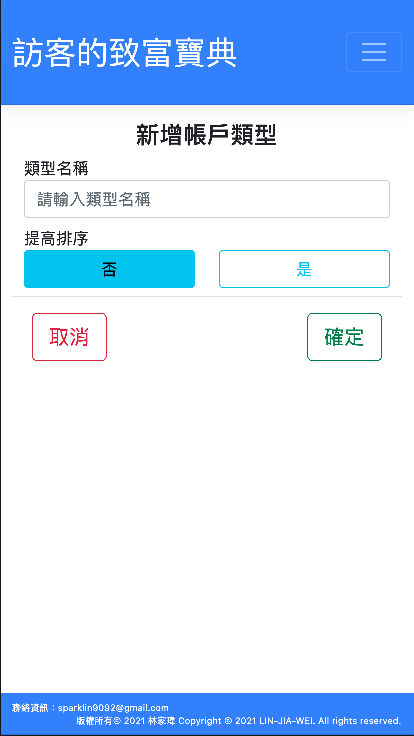 訪客的致富寶典
新增帳戶類型
類型名稱
請輸入類型名稱
提高排序
否
是
取消
確定
聯絡資訊：sparklin9092@gmail.com
版權所有© 2021 林家瑋 Copyright © 2021 LIN-JIA-WEI. All rights reserved.